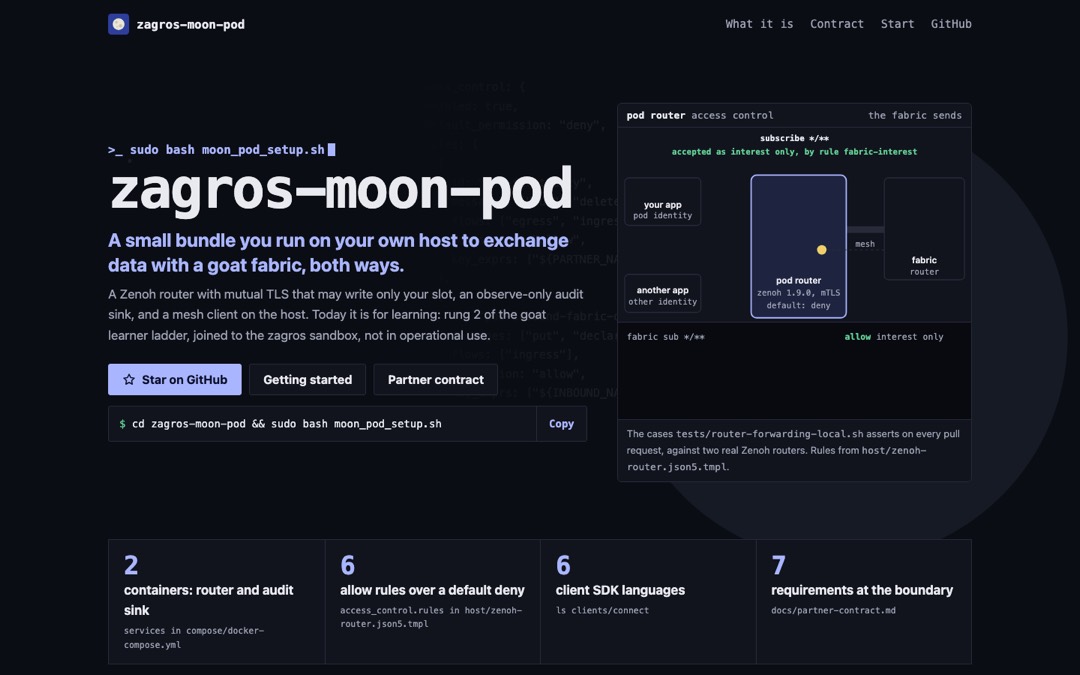 zagros-moon-pod
What it is
Contract
Start
GitHub
>_ sudo bash moon_pod_setup.sh
zagros-moon-pod
A small bundle you run on your own host to exchange
data with a goat fabric, both ways.
A Zenoh router with mutual TLS that may write only your slot, an observe-only audit
sink, and a mesh client on the host. Today it is for learning: rung 2 of the goat
learner ladder, joined to the zagros sandbox, not in operational use.
Star on GitHub
Getting started
Partner contract
$ cd zagros-moon-pod && sudo bash moon_pod_setup.sh
Copy
pod router access control
the fabric sends
subscribe */**
accepted as interest only, by rule fabric-interest
your app
pod identity
another app
other identity
pod router
zenoh 1.9.0, mTLS
default: deny
mesh
fabric
router
fabric sub */**
allow interest only
The cases tests/router-forwarding-local.sh asserts on every pull
request, against two real Zenoh routers. Rules from host/zenoh-
router.json5.tmpl.
2
containers: router and audit
sink
services in compose/docker-
compose.yml
6
allow rules over a default deny
access_control.rules in host/zenoh-
router.json5.tmpl
6
client SDK languages
ls clients/connect
7
requirements at the boundary
docs/partner-contract.md